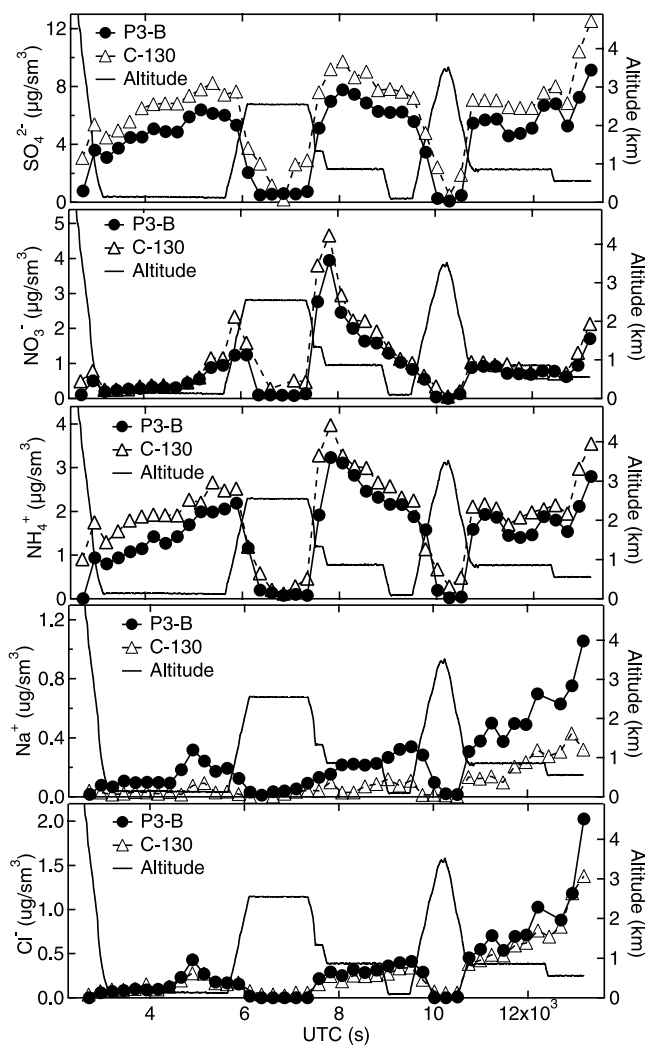 12
8
4
0
SO₄²⁻ (μg/sm³)
P3-B
C-130
Altitude
4
3
2
1
0
Altitude (km)
5
4
3
2
1
0
NO₃⁻ (μg/sm³)
P3-B
C-130
Altitude
4
3
2
1
0
Altitude (km)
4
3
2
1
0
NH₄⁺ (μg/sm³)
P3-B
C-130
Altitude
4
3
2
1
0
Altitude (km)
1.2
0.8
0.4
0.0
Na⁺ (ug/sm³)
P3-B
C-130
Altitude
4
3
2
1
0
Altitude (km)
2.0
1.5
1.0
0.5
0.0
Cl⁻ (ug/sm³)
P3-B
C-130
Altitude
4
3
2
1
0
Altitude (km)
4 6 8 10 12x10³
UTC (s)